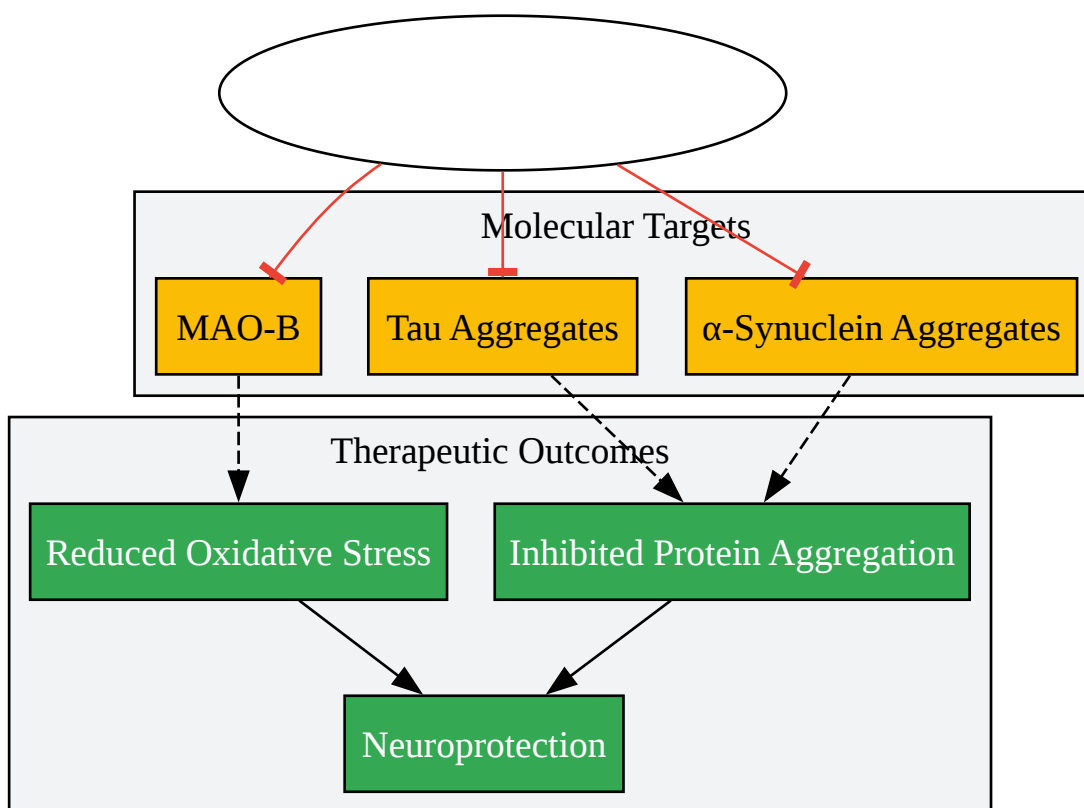 Molecular Targets
MAO-B
Tau Aggregates
α-Synuclein Aggregates
Therapeutic Outcomes
Reduced Oxidative Stress
Inhibited Protein Aggregation
Neuroprotection